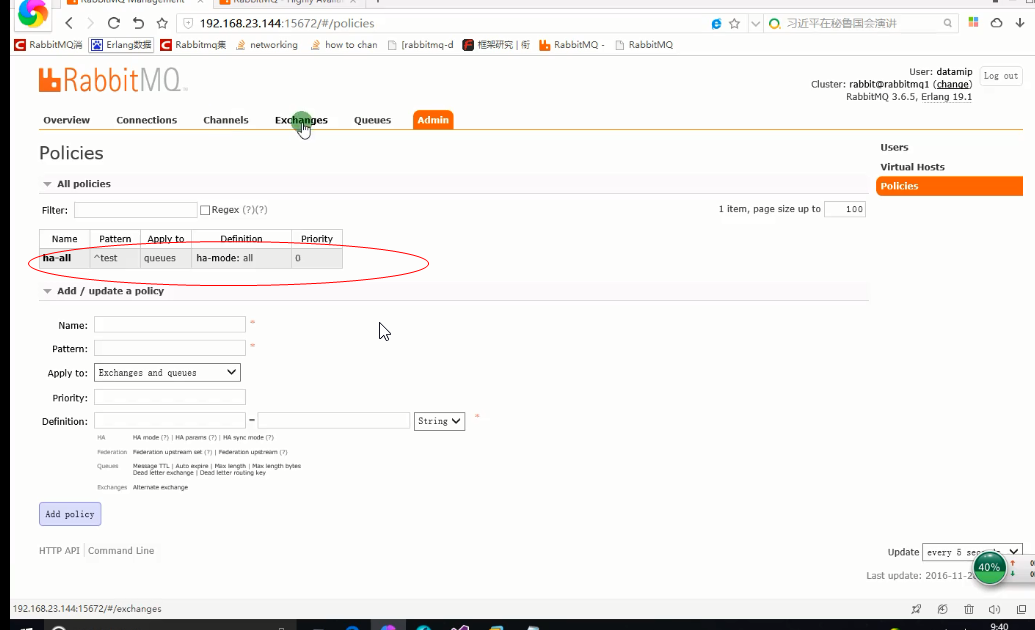 RabbitMQ Management
192.168.23.144:15672/#/policies
习近平在秘鲁国会演讲
RabbitMQ消 Erlang数据 Rabbitmq集 networking how to chan [rabbitmq-d 框架研究 | 街 RabbitMQ - RabbitMQ
RabbitMQ
User: datamip
Cluster: rabbit@rabbitmq1 (change)
RabbitMQ 3.6.5, Erlang 19.1
Log out
Overview Connections Channels Exchanges Queues Admin
Policies
Users
Virtual Hosts
Policies
All policies
Filter: Regex (?)(?)
1 item, page size up to 100
Name Pattern Apply to Definition Priority
ha-all ^test queues ha-mode: all 0
Add / update a policy
Name: *
Pattern: *
Apply to: Exchanges and queues
Priority:
Definition: = String *
HA HA mode (?) | HA params (?) | HA sync mode (?)
Federation Federation upstream set (?) | Federation upstream (?)
Queues Message TTL | Auto expire | Max length | Max length bytes
Dead letter exchange | Dead letter routing key
Exchanges Alternate exchange
Add policy
HTTP API Command Line
Update every 5
Last update: 2016-11-2
40%
192.168.23.144:15672/#/exchanges
9:40